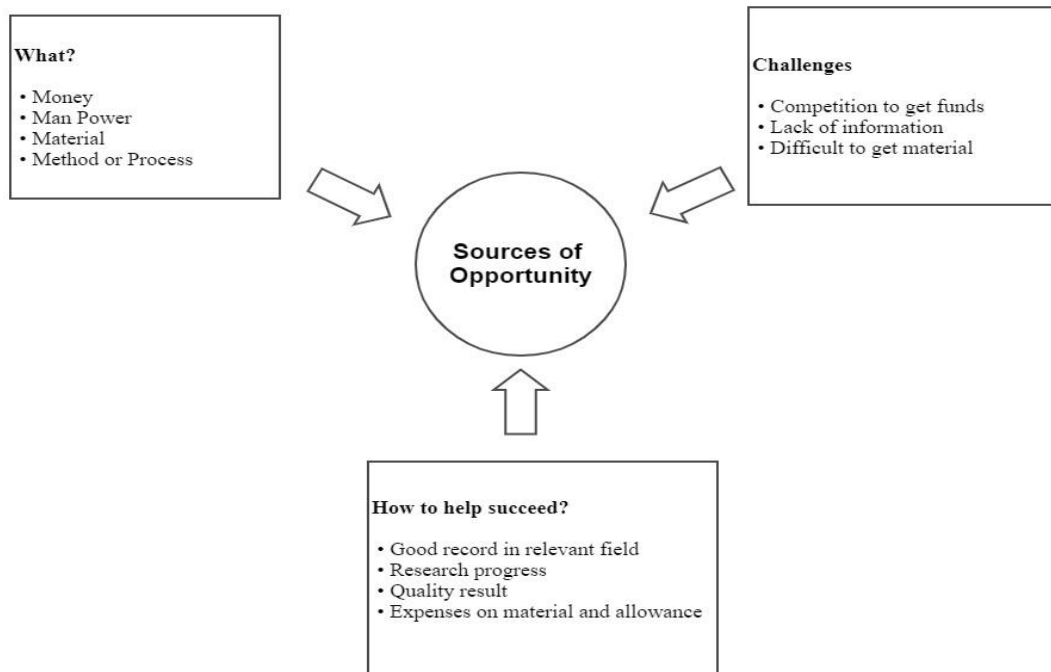 What?
• Money
• Man Power
• Material
• Method or Process
Challenges
• Competition to get funds
• Lack of information
• Difficult to get material
Sources of
Opportunity
How to help succeed?
• Good record in relevant field
• Research progress
• Quality result
• Expenses on material and allowance